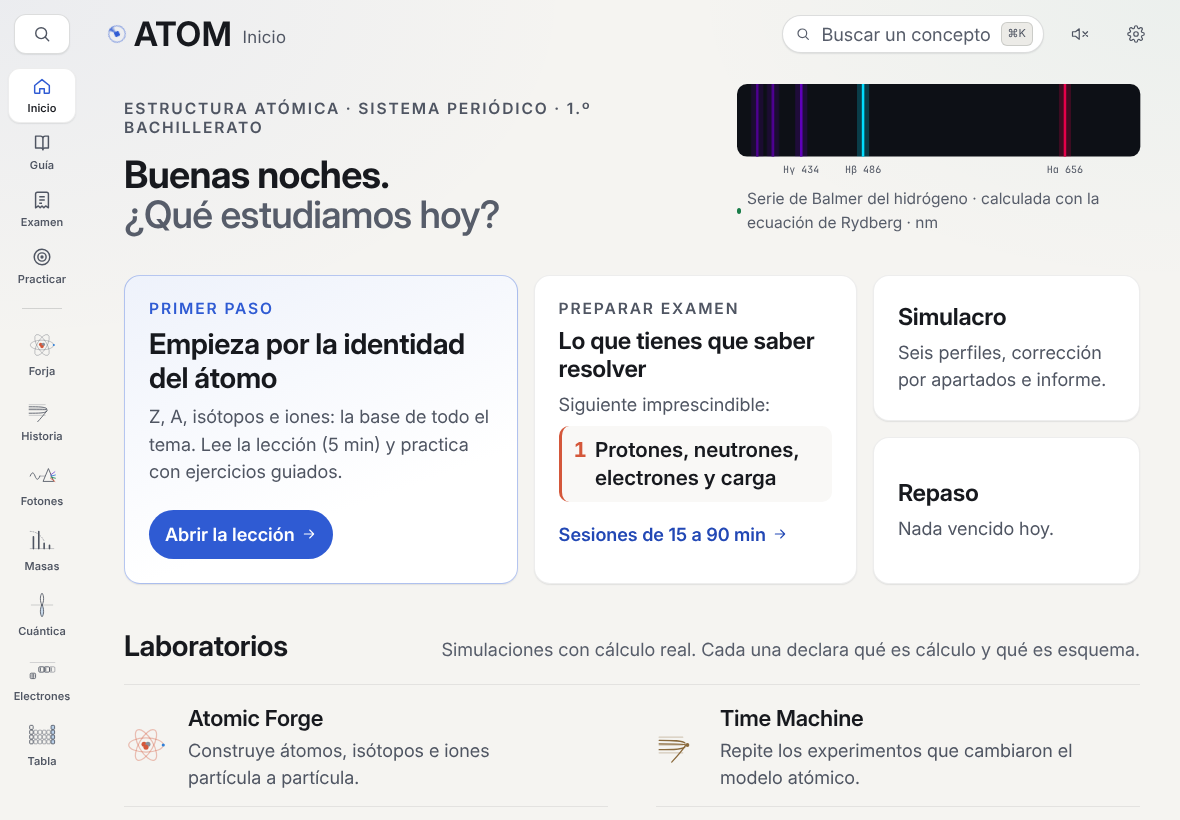 ATOM Inicio
Buscar un concepto ⌘K
Inicio
Guía
Examen
Practicar
Forja
Historia
Fotones
Masas
Cuántica
Electrones
Tabla
ESTRUCTURA ATÓMICA · SISTEMA PERIÓDICO · 1.º
BACHILLERATO
Buenas noches.
¿Qué estudiamos hoy?
Hγ 434 Hβ 486 Hα 656
Serie de Balmer del hidrógeno · calculada con la
ecuación de Rydberg · nm
PRIMER PASO
Empieza por la identidad
del átomo
Z, A, isótopos e iones: la base de todo el
tema. Lee la lección (5 min) y practica
con ejercicios guiados.
Abrir la lección →
PREPARAR EXAMEN
Lo que tienes que saber
resolver
Siguiente imprescindible:
1 Protones, neutrones,
electrones y carga
Sesiones de 15 a 90 min →
Simulacro
Seis perfiles, corrección
por apartados e informe.
Repaso
Nada vencido hoy.
Laboratorios
Simulaciones con cálculo real. Cada una declara qué es cálculo y qué es esquema.
Atomic Forge
Construye átomos, isótopos e iones
partícula a partícula.
Time Machine
Repite los experimentos que cambiaron el
modelo atómico.